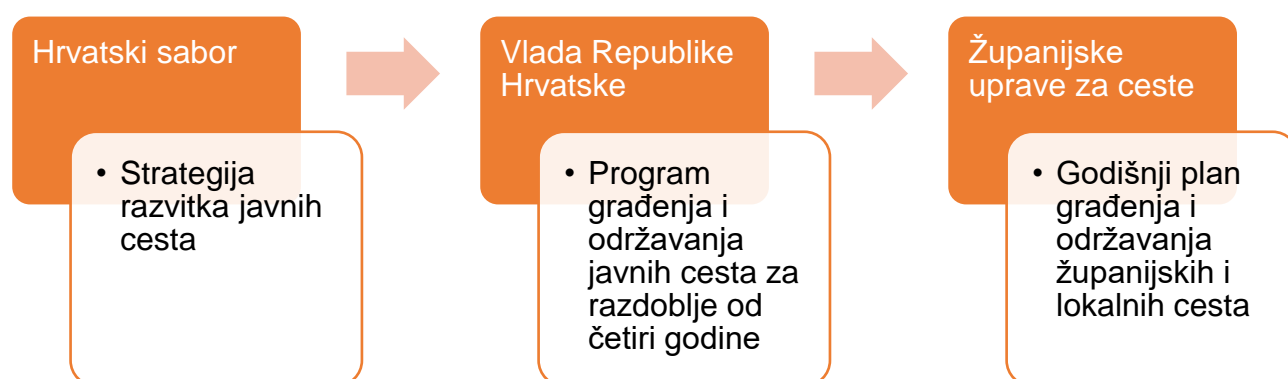 Hrvatski sabor
• Strategija
razvitka javnih
cesta
Vlada Republike
Hrvatske
• Program
građenja i
održavanja
javnih cesta za
razdoblje od
četiri godine
Županijske
uprave za ceste
• Godišnji plan
građenja i
održavanja
županijskih i
lokalnih cesta